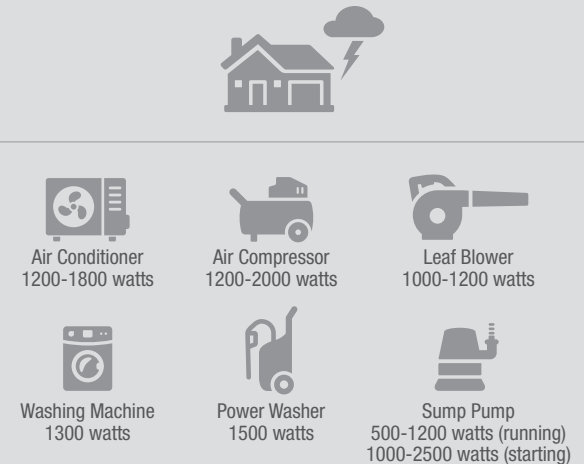 Air Conditioner
1200-1800 watts
Air Compressor
1200-2000 watts
Leaf Blower
1000-1200 watts
Washing Machine
1300 watts
Power Washer
1500 watts
Sump Pump
500-1200 watts (running)
1000-2500 watts (starting)